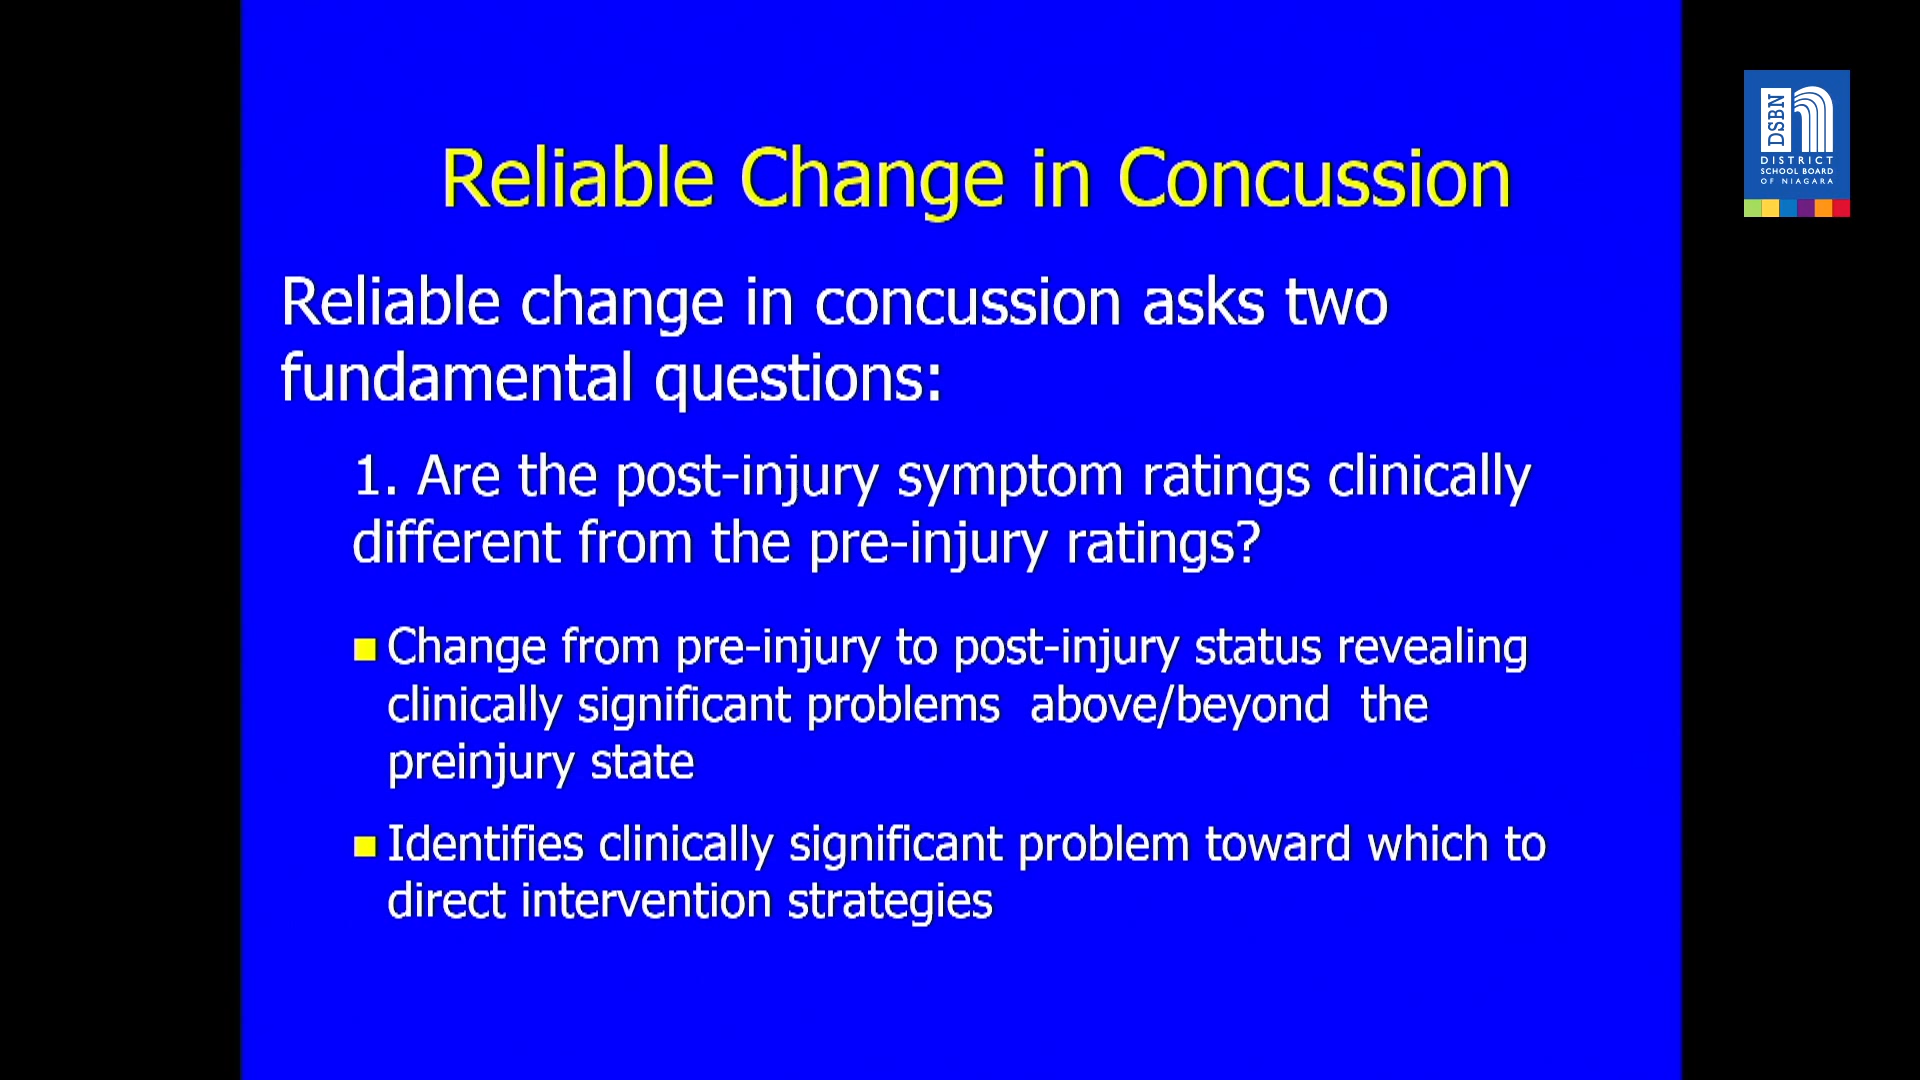 Reliable Change in Concussion
Reliable change in concussion asks two
fundamental questions:
1. Are the post-injury symptom ratings clinically
different from the pre-injury ratings?
Change from pre-injury to post-injury status revealing
clinically significant problems above/beyond the
preinjury state
Identifies clinically significant problem toward which to
direct intervention strategies
DSBN
DISTRICT
SCHOOL BOARD
OF NIAGARA